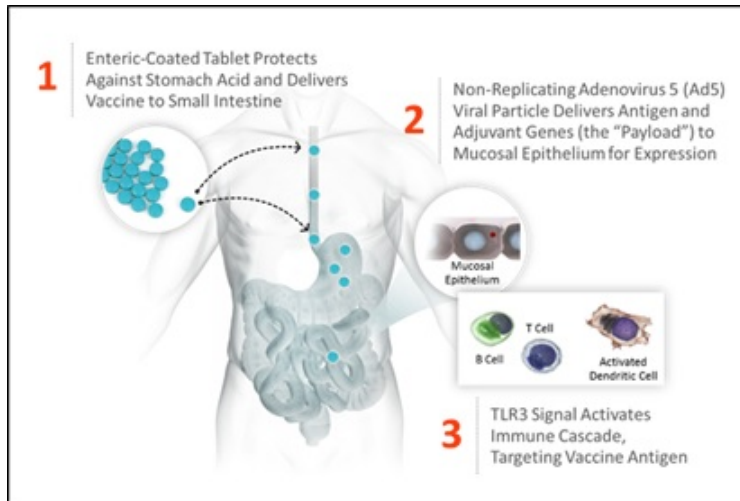 1
Enteric-Coated Tablet Protects
Against Stomach Acid and Delivers
Vaccine to Small Intestine
2
Non-Replicating Adenovirus 5 (Ad5)
Viral Particle Delivers Antigen and
Adjuvant Genes (the “Payload”) to
Mucosal Epithelium for Expression
Mucosal
Epithelium
B Cell
T Cell
Activated
Dendritic Cell
3
TLR3 Signal Activates
Immune Cascade,
Targeting Vaccine Antigen